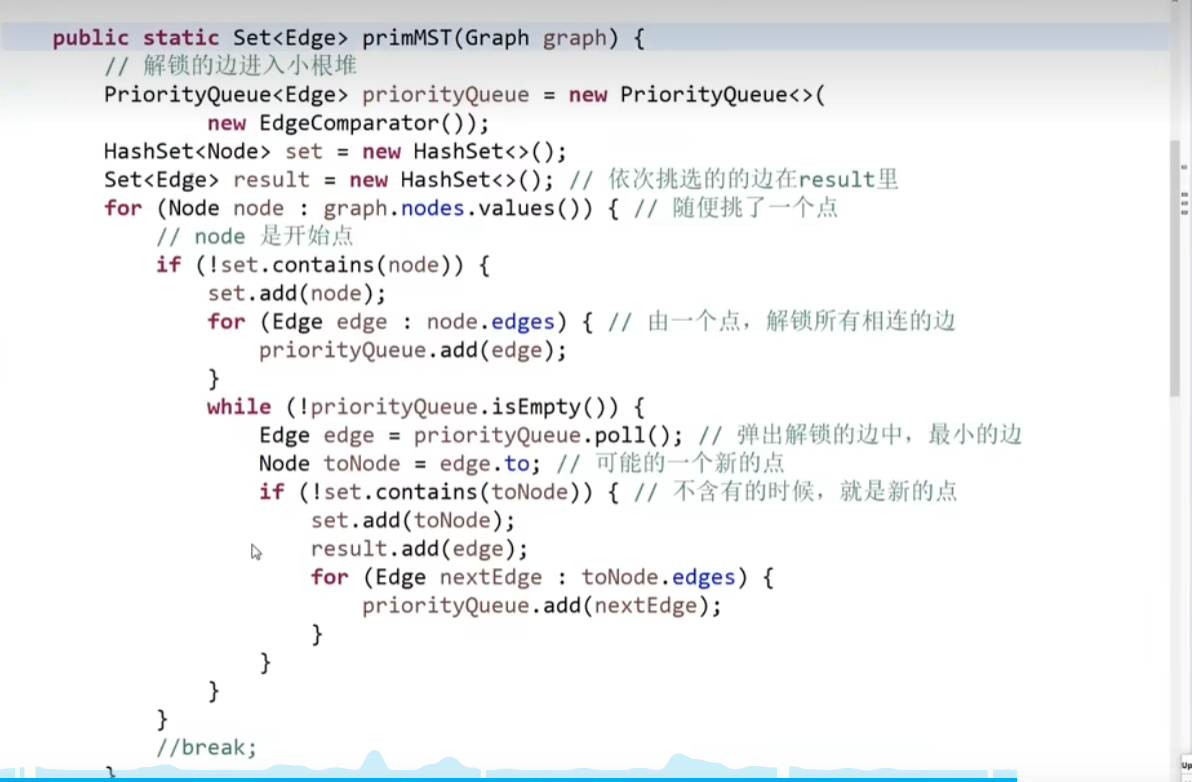 public static Set<Edge> primMST(Graph graph) {
// 解锁的边进入小根堆
PriorityQueue<Edge> priorityQueue = new PriorityQueue<>(
new EdgeComparator());
HashSet<Node> set = new HashSet<>();
Set<Edge> result = new HashSet<>(); // 依次挑选的的边在result里
for (Node node : graph.nodes.values()) { // 随便挑了一个点
// node 是开始点
if (!set.contains(node)) {
set.add(node);
for (Edge edge : node.edges) { // 由一个点，解锁所有相连的边
priorityQueue.add(edge);
}
while (!priorityQueue.isEmpty()) {
Edge edge = priorityQueue.poll(); // 弹出解锁的边中，最小的边
Node toNode = edge.to; // 可能的一个新的点
if (!set.contains(toNode)) { // 不含有的时候，就是新的点
set.add(toNode);
result.add(edge);
for (Edge nextEdge : toNode.edges) {
priorityQueue.add(nextEdge);
}
}
}
}
//break;
}
Up